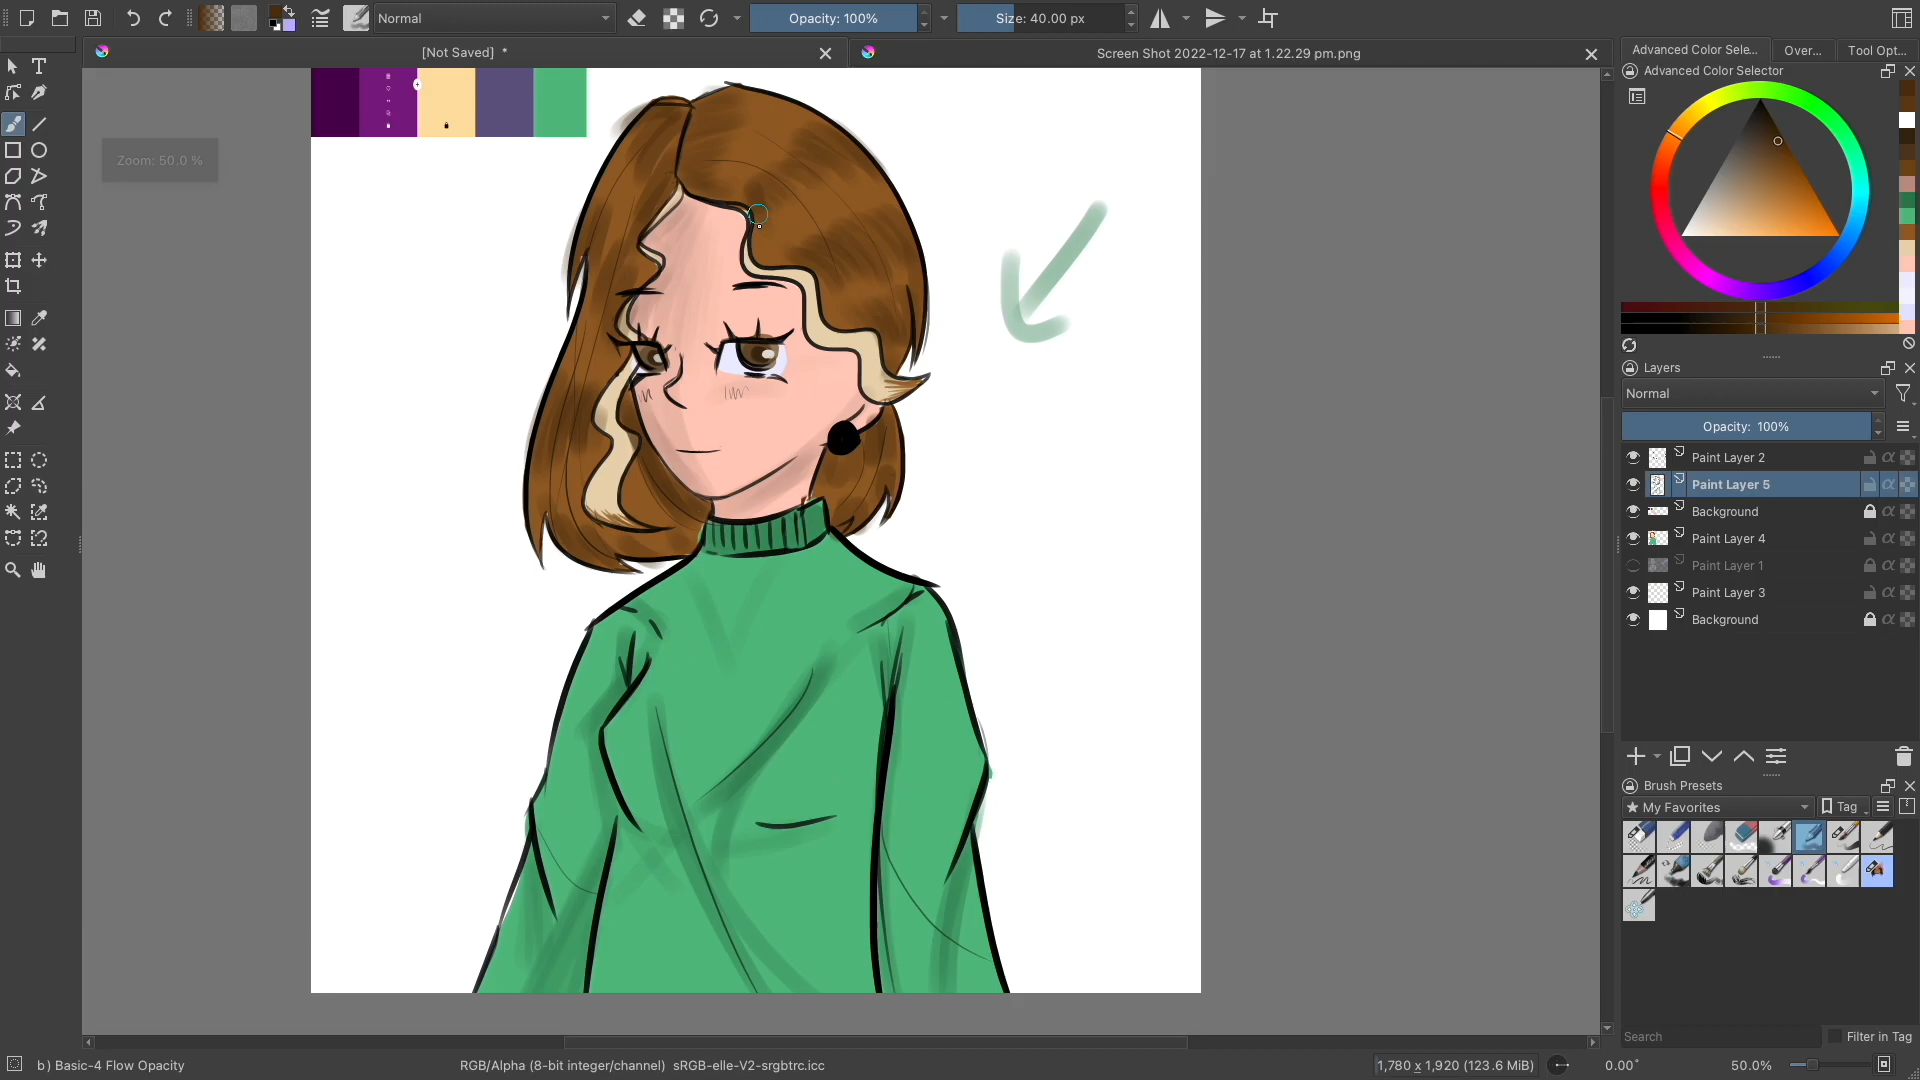 Normal
Opacity: 100%
Size: 40.00 px
[Not Saved] *
Screen Shot 2022-12-17 at 1.22.29 pm.png
Advanced Color Sele...
Over...
Tool Opt...
Advanced Color Selector
Zoom: 50.0 %
Layers
Normal
Opacity: 100%
Paint Layer 2
Paint Layer 5
Background
Paint Layer 4
Paint Layer 1
Paint Layer 3
Background
Brush Presets
★ My Favorites
Tag
Search
Filter in Tag
b) Basic-4 Flow Opacity
RGB/Alpha (8-bit integer/channel) sRGB-elle-V2-srgbtrc.icc
1,780 x 1,920 (123.6 MiB)
0.00°
50.0%